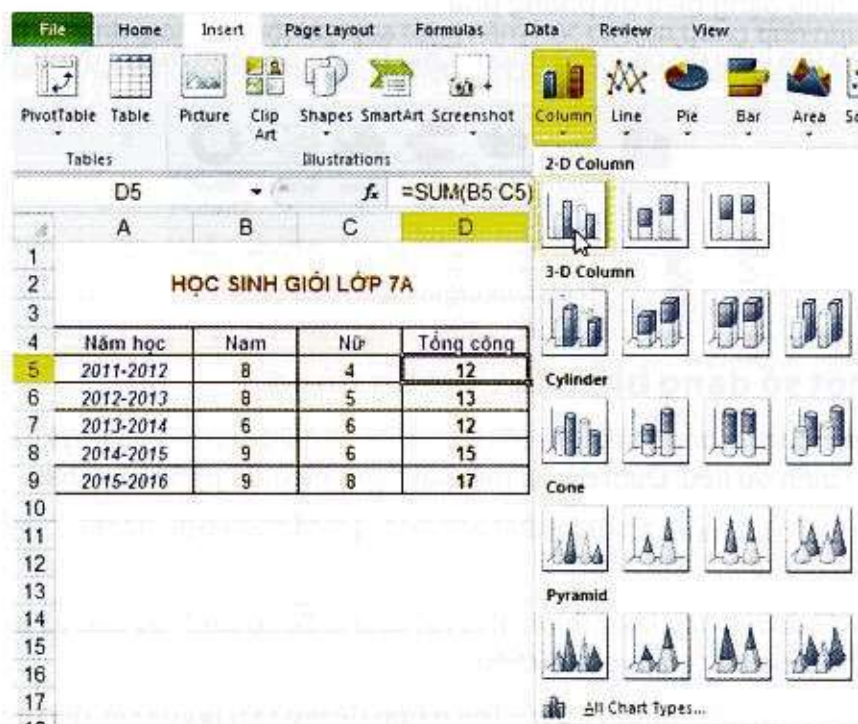 File Home Insert Page Layout Formulas Data Review View
PivotTable Table Picture Clip Art Shapes SmartArt Screenshot Column Line Pie Bar Area
Tables Illustrations
2-D Column
D5 fx =SUM(B5:C5)
A B C D
3-D Column
1
2 HỌC SINH GIỎI LỚP 7A
3
4 Năm học Nam Nữ Tổng cộng
5 2011-2012 8 4 12
6 2012-2013 8 5 13
7 2013-2014 6 6 12
8 2014-2015 9 6 15
9 2015-2016 9 8 17
Cylinder
Cone
10
11
12
13
Pyramid
14
15
16
17
All Chart Types...